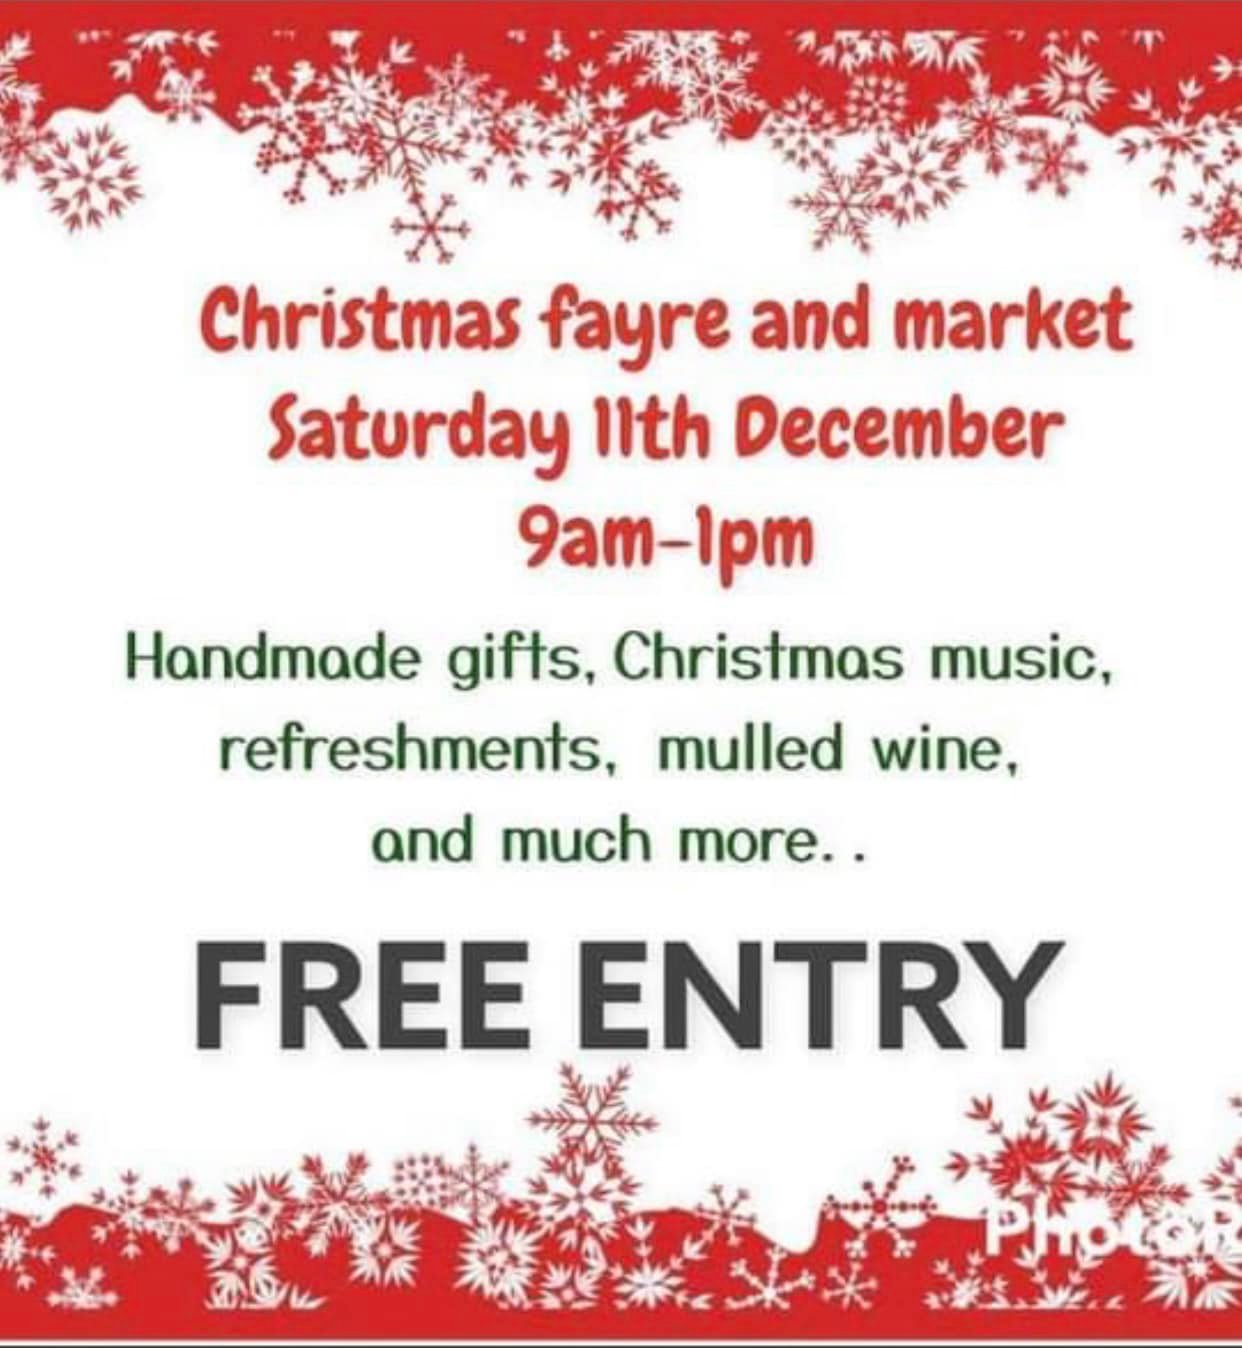 Christmas fayre and market
Saturday 11th December
9am-1pm
Handmade gifts, Christmas music,
refreshments, mulled wine,
and much more. .
FREE ENTRY